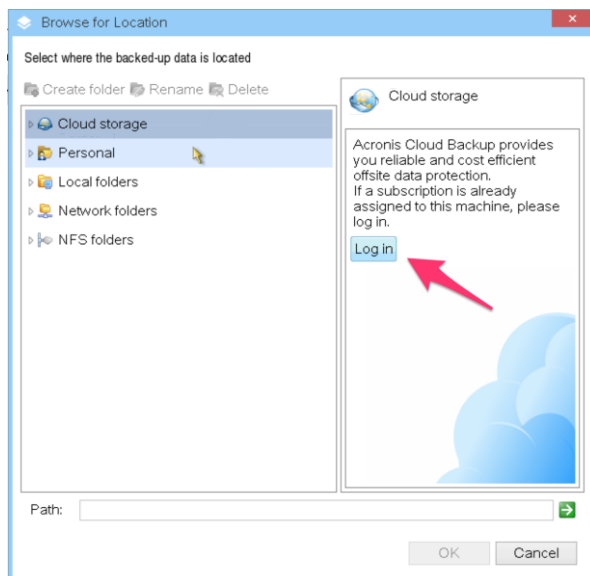 Browse for Location
Select where the backed-up data is located
Create folder Rename Delete
Cloud storage
Personal
Local folders
Network folders
NFS folders
Cloud storage
Acronis Cloud Backup provides
you reliable and cost efficient
offsite data protection.
If a subscription is already
assigned to this machine, please
log in.
Log in
Path:
OK Cancel